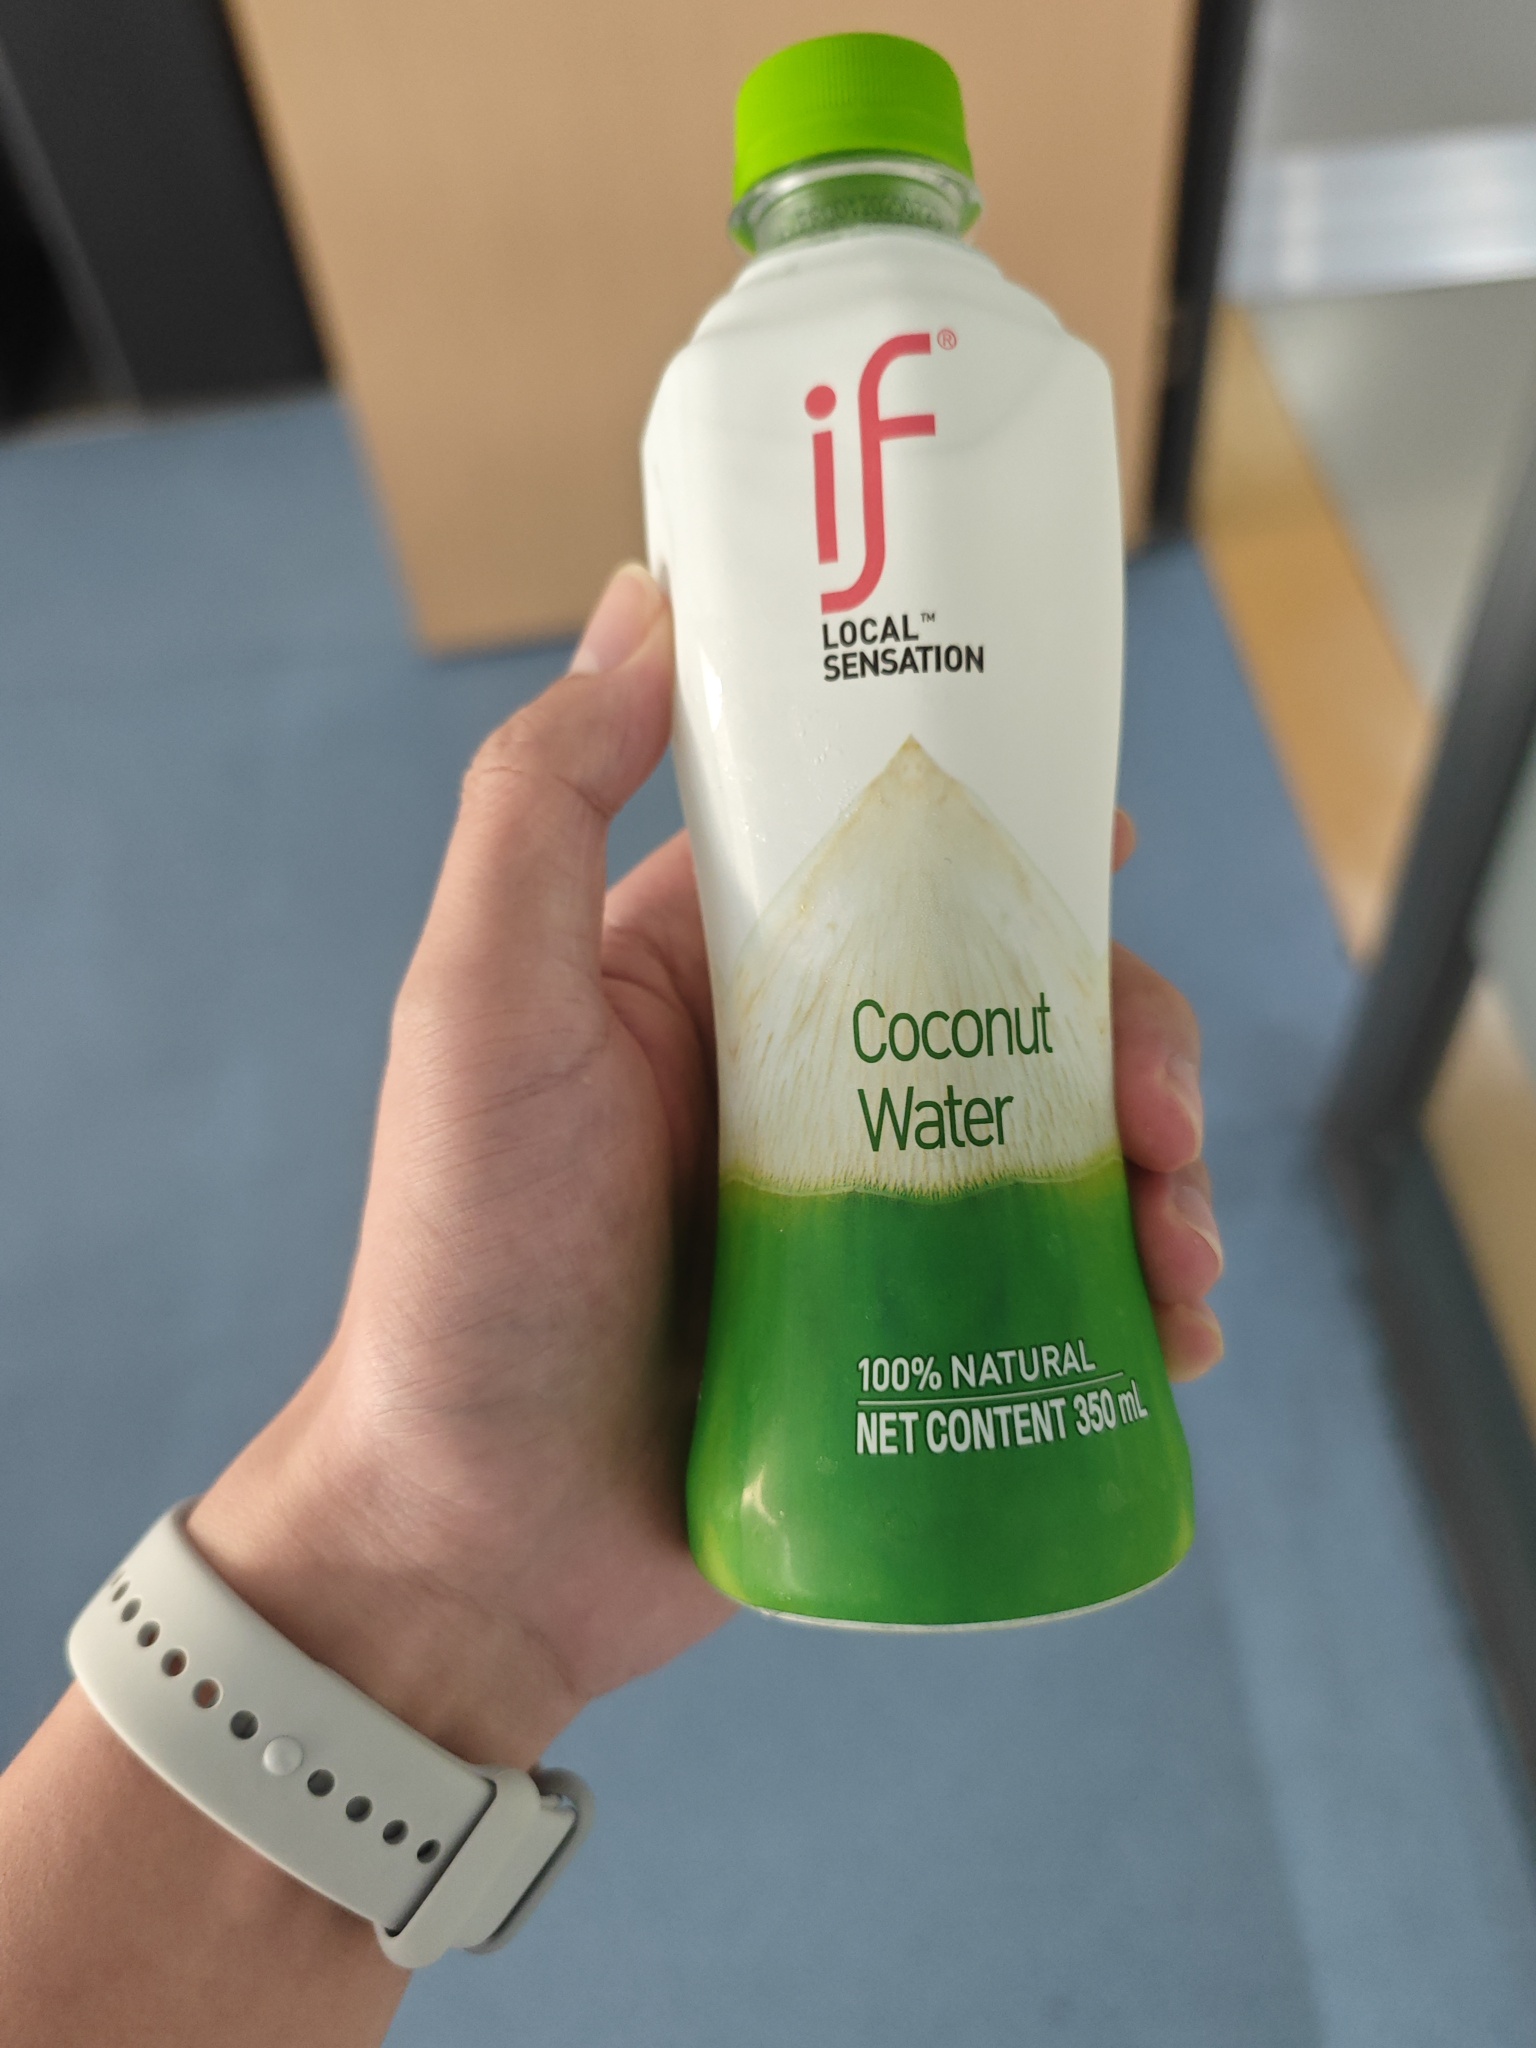 if®
LOCAL™
SENSATION
Coconut
Water
100% NATURAL
NET CONTENT 350 mL